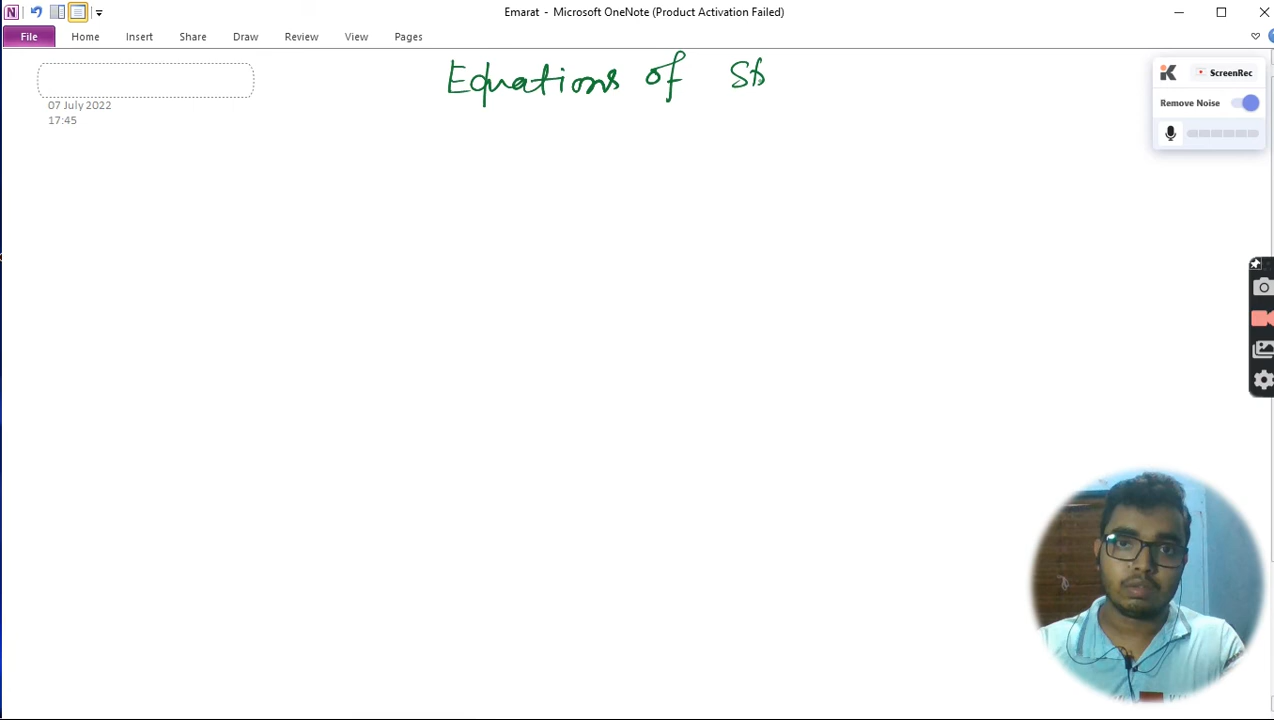 Emarat - Microsoft OneNote (Product Activation Failed)
File Home Insert Share Draw Review View Pages
Equations of
ScreenRec
Remove Noise
07 July 2022
17:45